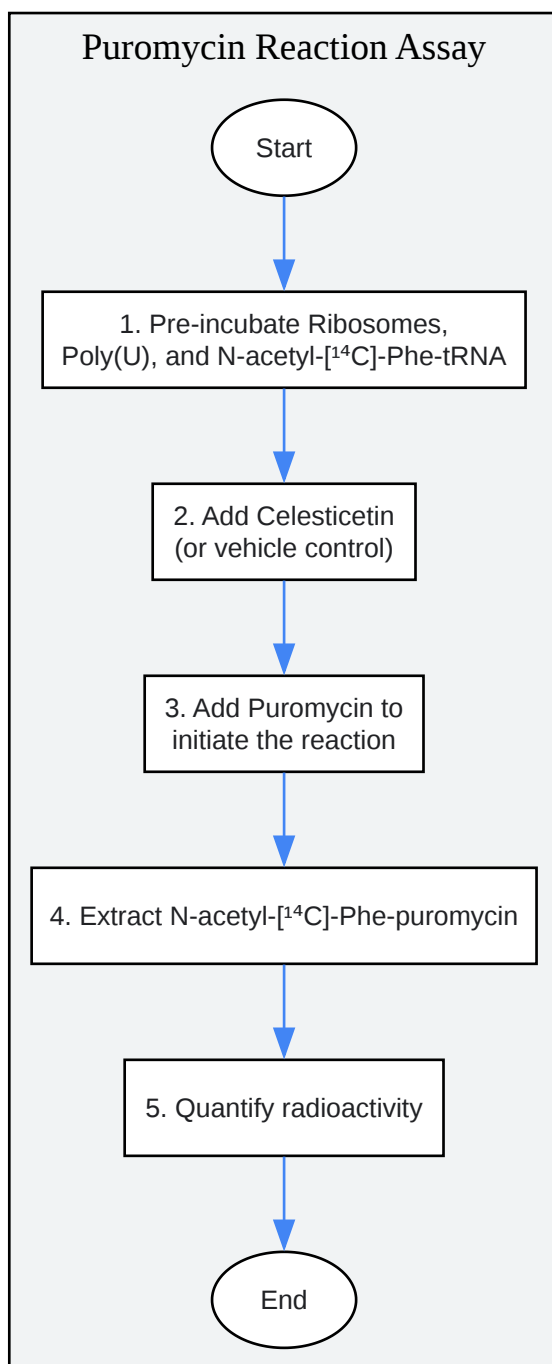 Puromycin Reaction Assay
Start
1. Pre-incubate Ribosomes,
Poly(U), and N-acetyl-[¹⁴C]-Phe-tRNA
2. Add Celesticetin
(or vehicle control)
3. Add Puromycin to
initiate the reaction
4. Extract N-acetyl-[¹⁴C]-Phe-puromycin
5. Quantify radioactivity
End